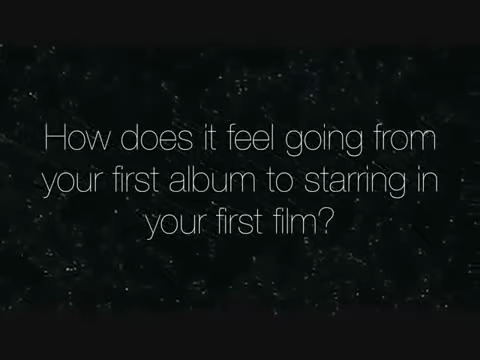 How does it feel going from
your first album to starring in
your first film?